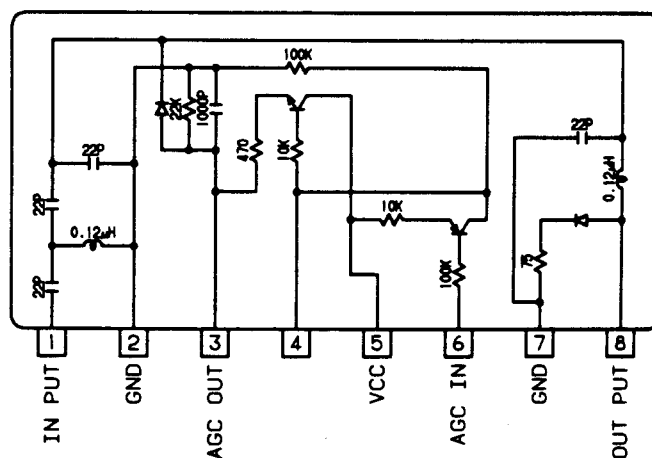 100K
22K
1000P
22P
470
10K
22P
0.12μH
22P
0.12μH
10K
22P
100K
75
1
2
3
4
5
6
7
8
IN PUT
GND
AGC OUT
VCC
AGC IN
GND
OUT PUT